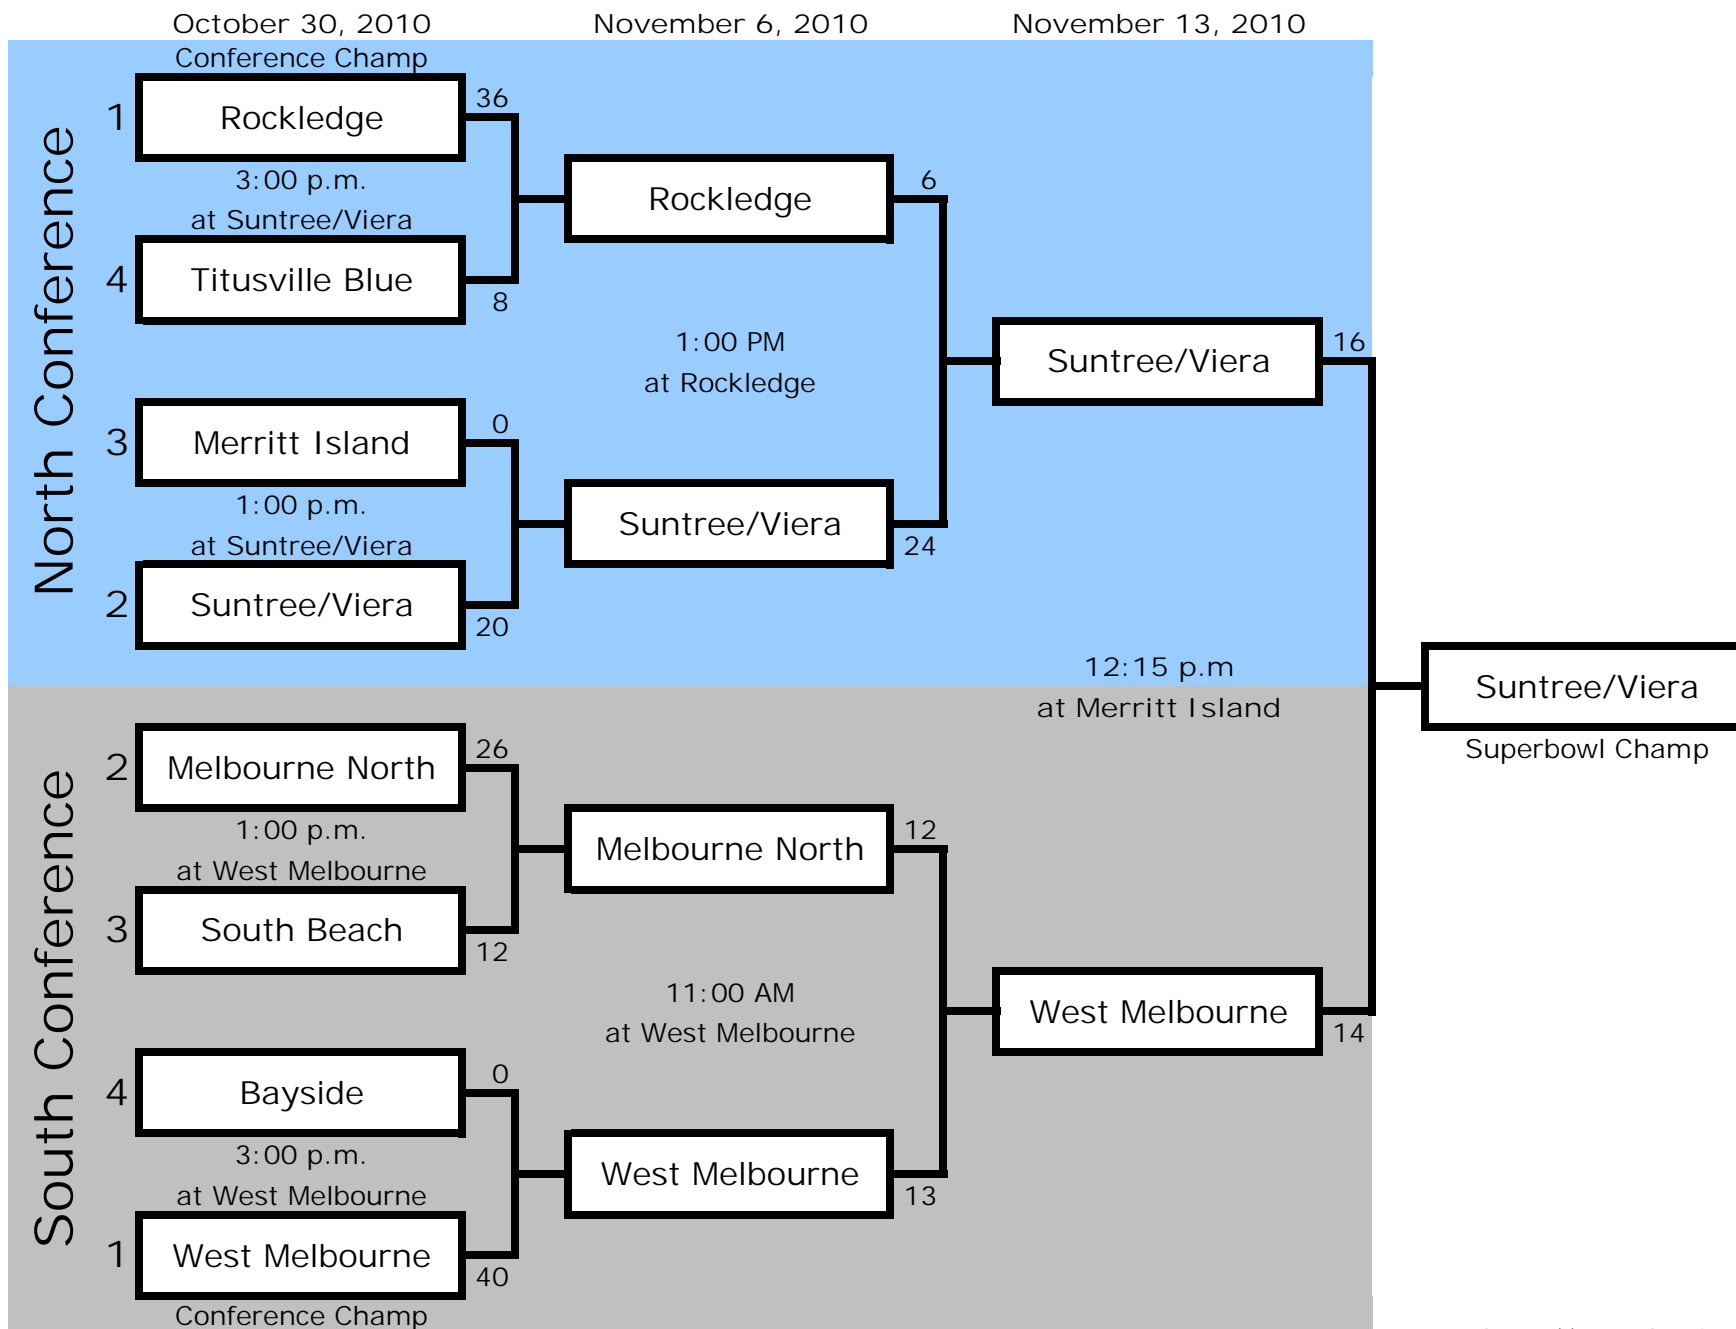 October 30, 2010
November 6, 2010
November 13, 2010
North Conference
Conference Champ
1
Rockledge
36
3:00 p.m.
at Suntree/Viera
4
Titusville Blue
8
3
Merritt Island
0
1:00 p.m.
at Suntree/Viera
2
Suntree/Viera
20
Rockledge
6
1:00 PM
at Rockledge
Suntree/Viera
24
Suntree/Viera
16
12:15 p.m
at Merritt Island
Suntree/Viera
Superbowl Champ
South Conference
2
Melbourne North
26
1:00 p.m.
at West Melbourne
3
South Beach
12
4
Bayside
0
3:00 p.m.
at West Melbourne
1
West Melbourne
40
Conference Champ
Melbourne North
12
11:00 AM
at West Melbourne
West Melbourne
13
West Melbourne
14